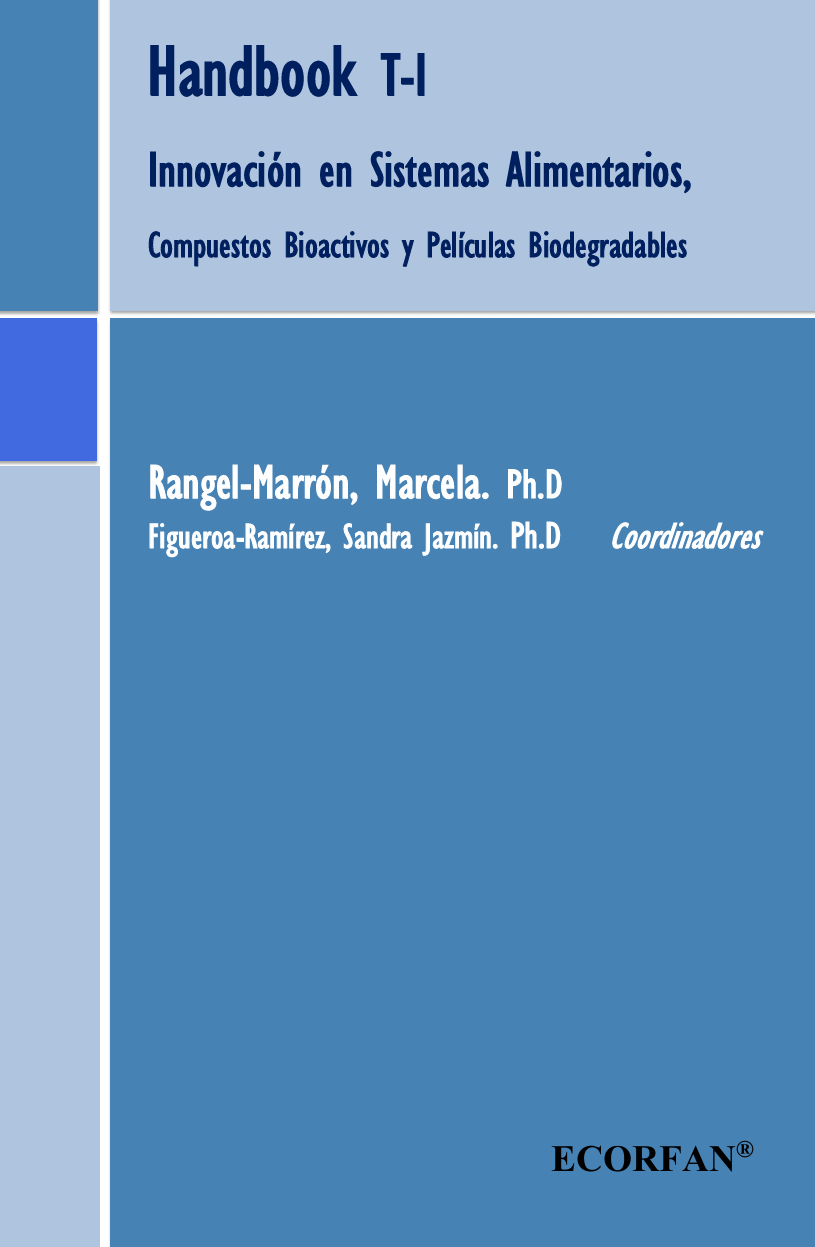 Handbook T-I
Innovación en Sistemas Alimentarios,
Compuestos Bioactivos y Películas Biodegradables
Rangel-Marrón, Marcela. Ph.D
Figueroa-Ramírez, Sandra Jazmín. Ph.D Coordinadores
ECORFAN®